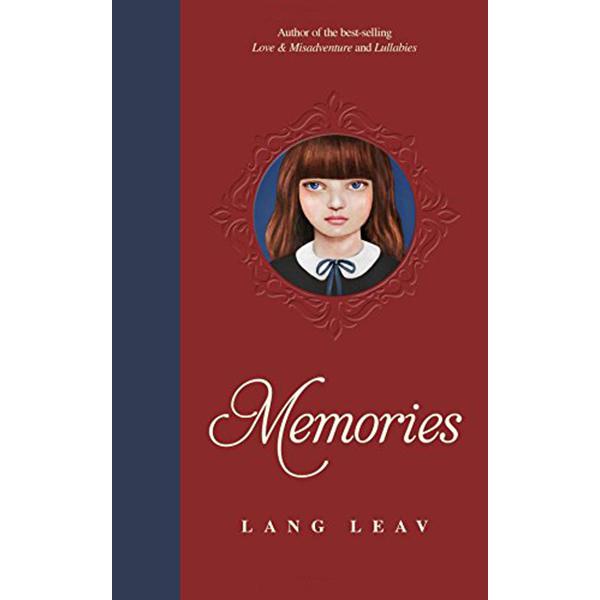 Author of the best-selling
Love & Misadventure and Lullabies
Memories
LANG LEAV